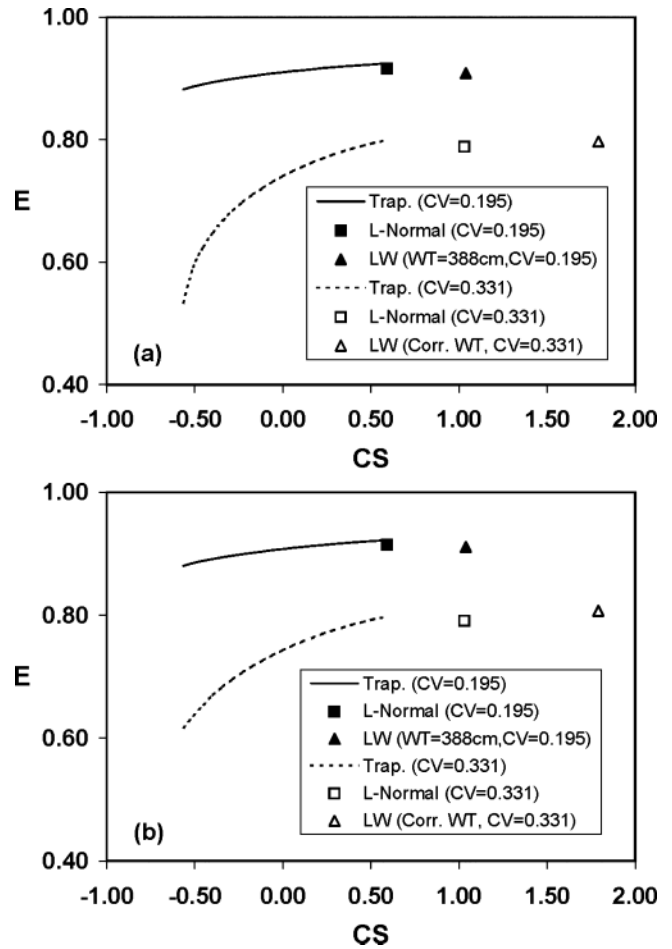 1.00
0.80
E
0.60
0.40
Trap. (CV=0.195)
L-Normal (CV=0.195)
LW (WT=388cm,CV=0.195)
Trap. (CV=0.331)
L-Normal (CV=0.331)
LW (Corr. WT, CV=0.331)
(a)
-1.00 -0.50 0.00 0.50 1.00 1.50 2.00
CS
1.00
0.80
E
0.60
0.40
Trap. (CV=0.195)
L-Normal (CV=0.195)
LW (WT=388cm,CV=0.195)
Trap. (CV=0.331)
L-Normal (CV=0.331)
LW (Corr. WT, CV=0.331)
(b)
-1.00 -0.50 0.00 0.50 1.00 1.50 2.00
CS